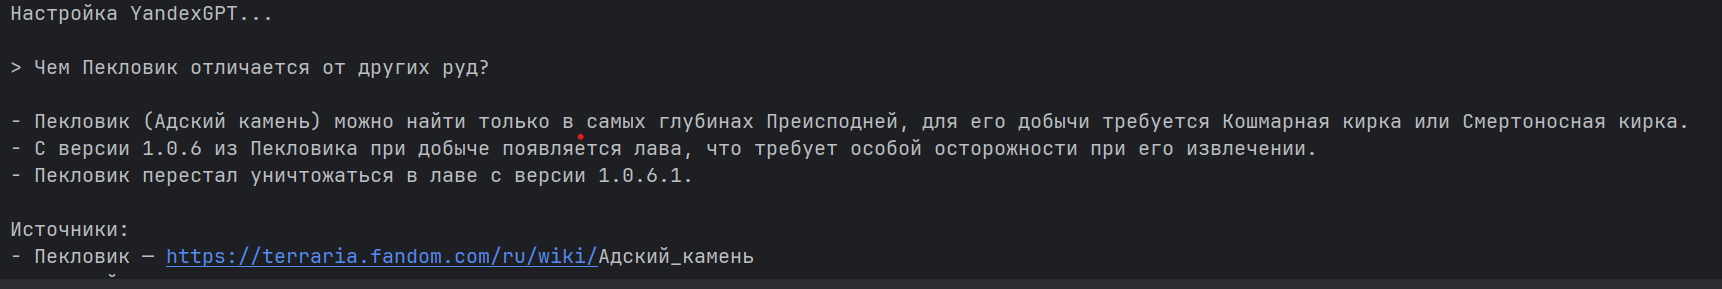 Настройка YandexGPT...
> Чем Пекловик отличается от других руд?
- Пекловик (Адский камень) можно найти только в самых глубинах Преисподней, для его добычи требуется Кошмарная кирка или Смертоносная кирка.
- С версии 1.0.6 из Пекловика при добыче появляется лава, что требует особой осторожности при его извлечении.
- Пекловик перестал уничтожаться в лаве с версии 1.0.6.1.
Источники:
- Пекловик — https://terraria.fandom.com/ru/wiki/Адский_камень